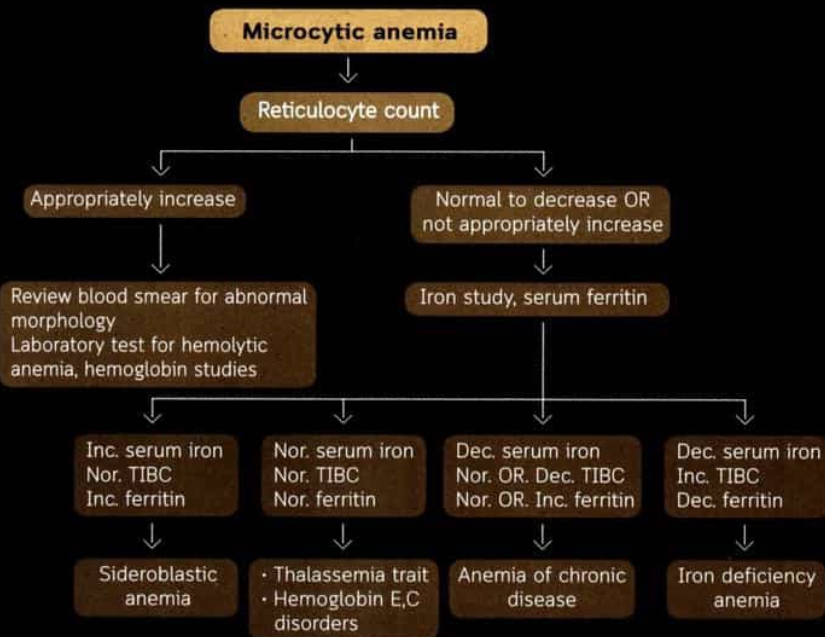 Microcytic anemia
Reticulocyte count
Appropriately increase
Normal to decrease OR
not appropriately increase
Review blood smear for abnormal
morphology
Laboratory test for hemolytic
anemia, hemoglobin studies
Iron study, serum ferritin
Inc. serum iron
Nor. TIBC
Inc. ferritin
Nor. serum iron
Nor. TIBC
Nor. ferritin
Dec. serum iron
Nor. OR. Dec. TIBC
Nor. OR. Inc. ferritin
Dec. serum iron
Inc. TIBC
Dec. ferritin
Sideroblastic
anemia
· Thalassemia trait
· Hemoglobin E,C
disorders
Anemia of chronic
disease
Iron deficiency
anemia